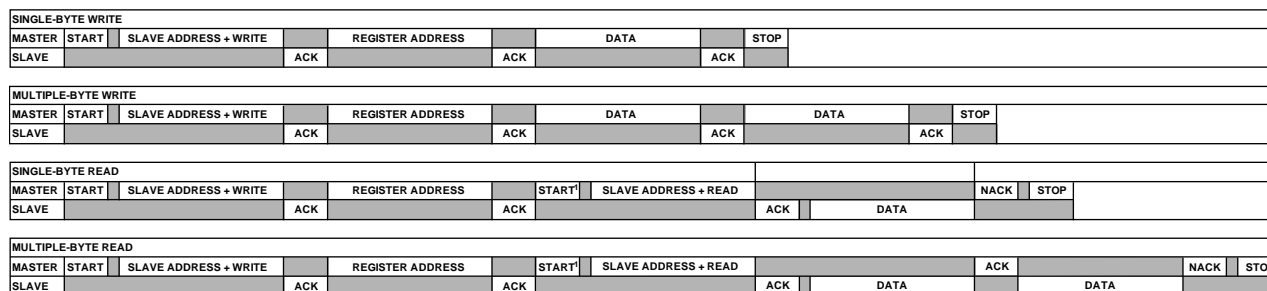 SINGLE-BYTE WRITE
MASTER START SLAVE ADDRESS + WRITE REGISTER ADDRESS DATA STOP
SLAVE ACK ACK ACK
MULTIPLE-BYTE WRITE
MASTER START SLAVE ADDRESS + WRITE REGISTER ADDRESS DATA DATA STOP
SLAVE ACK ACK ACK ACK
SINGLE-BYTE READ
MASTER START SLAVE ADDRESS + WRITE REGISTER ADDRESS START¹ SLAVE ADDRESS + READ NACK STOP
SLAVE ACK ACK ACK DATA
MULTIPLE-BYTE READ
MASTER START SLAVE ADDRESS + WRITE REGISTER ADDRESS START¹ SLAVE ADDRESS + READ ACK NACK STO
SLAVE ACK ACK ACK DATA DATA